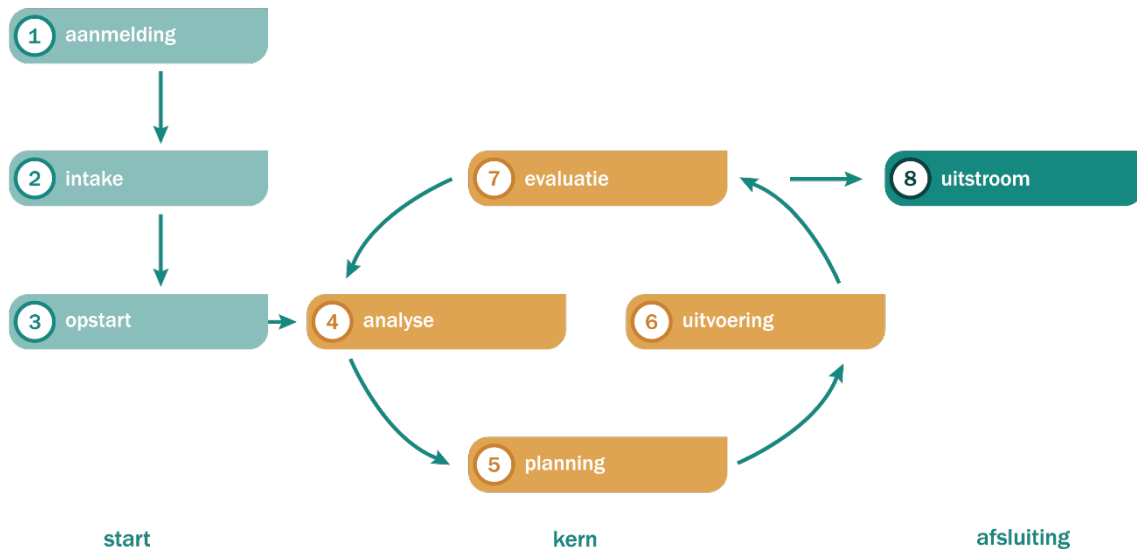 1 aanmelding
2 intake
3 opstart
4 analyse
5 planning
6 uitvoering
7 evaluatie
8 uitstroom
start
kern
afsluiting